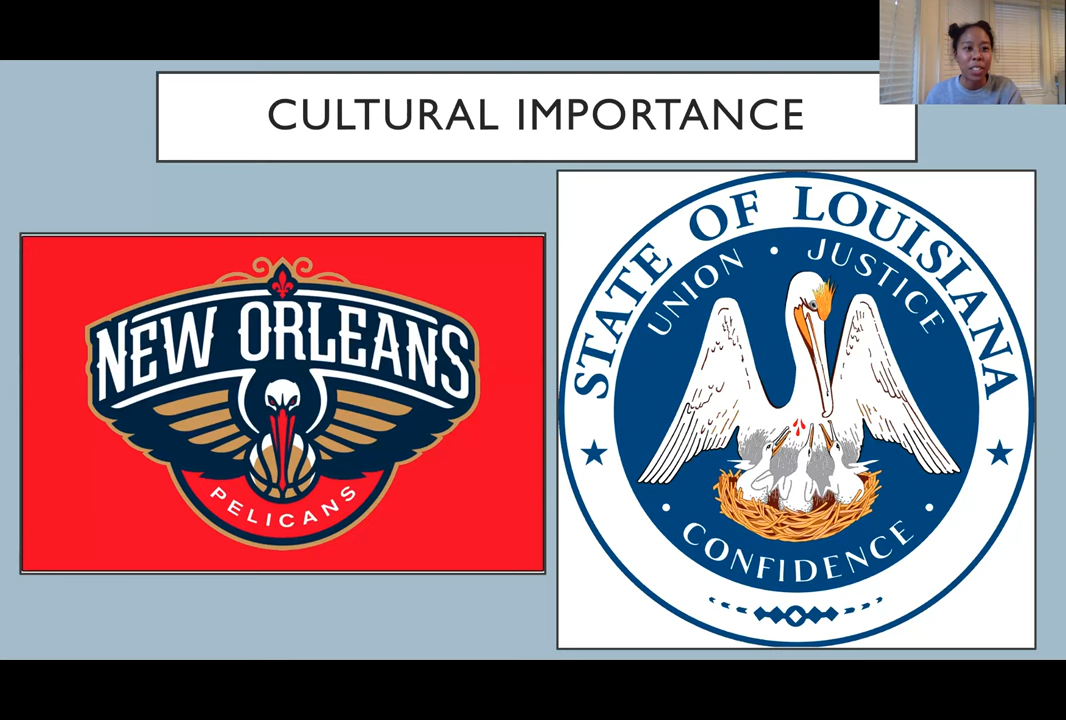 CULTURAL IMPORTANCE
NEW ORLEANS
PELICANS
STATE OF LOUISIANA
UNION • JUSTICE
CONFIDENCE